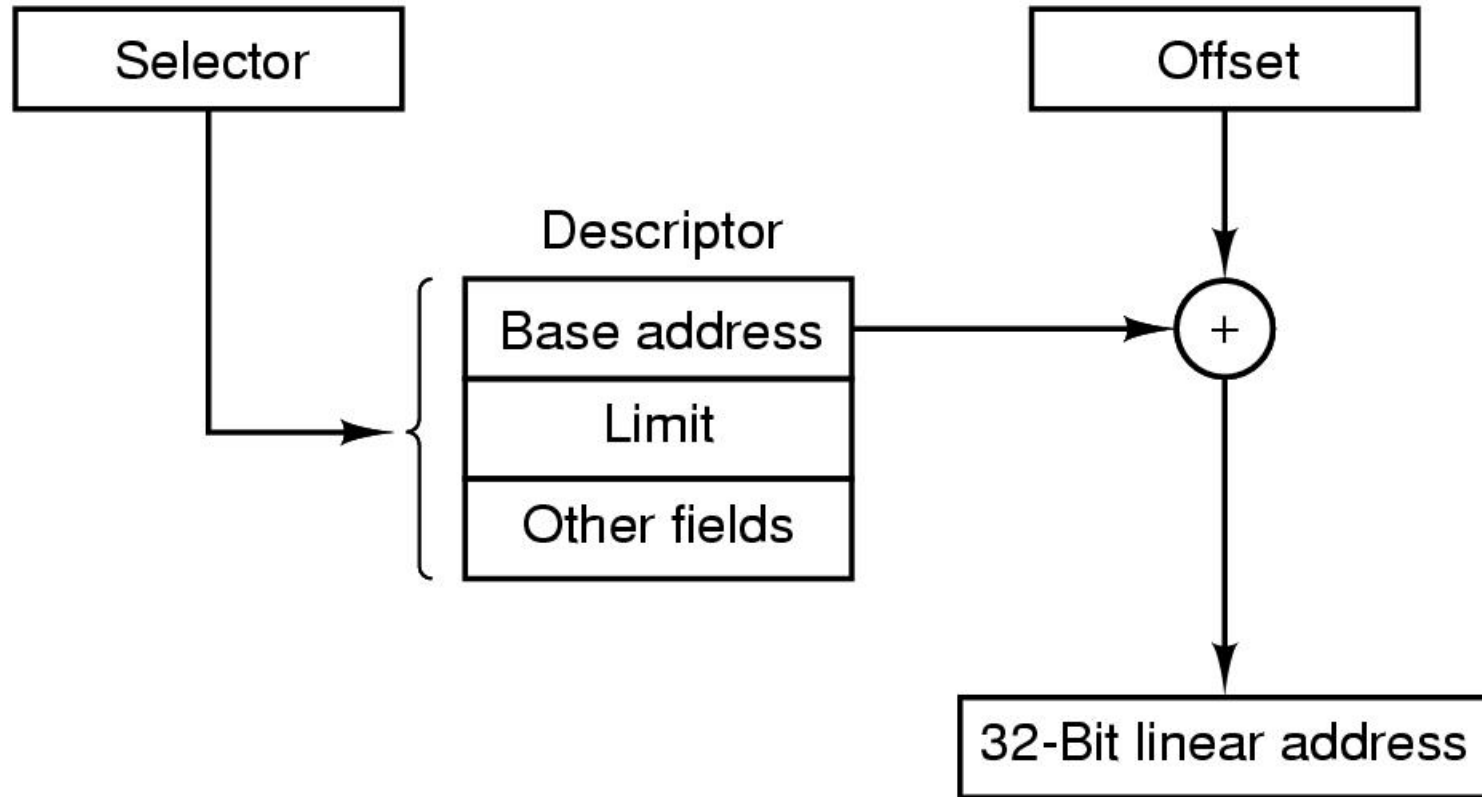 Selector
Offset
Descriptor
Base address
+
Limit
Other fields
32-Bit linear address